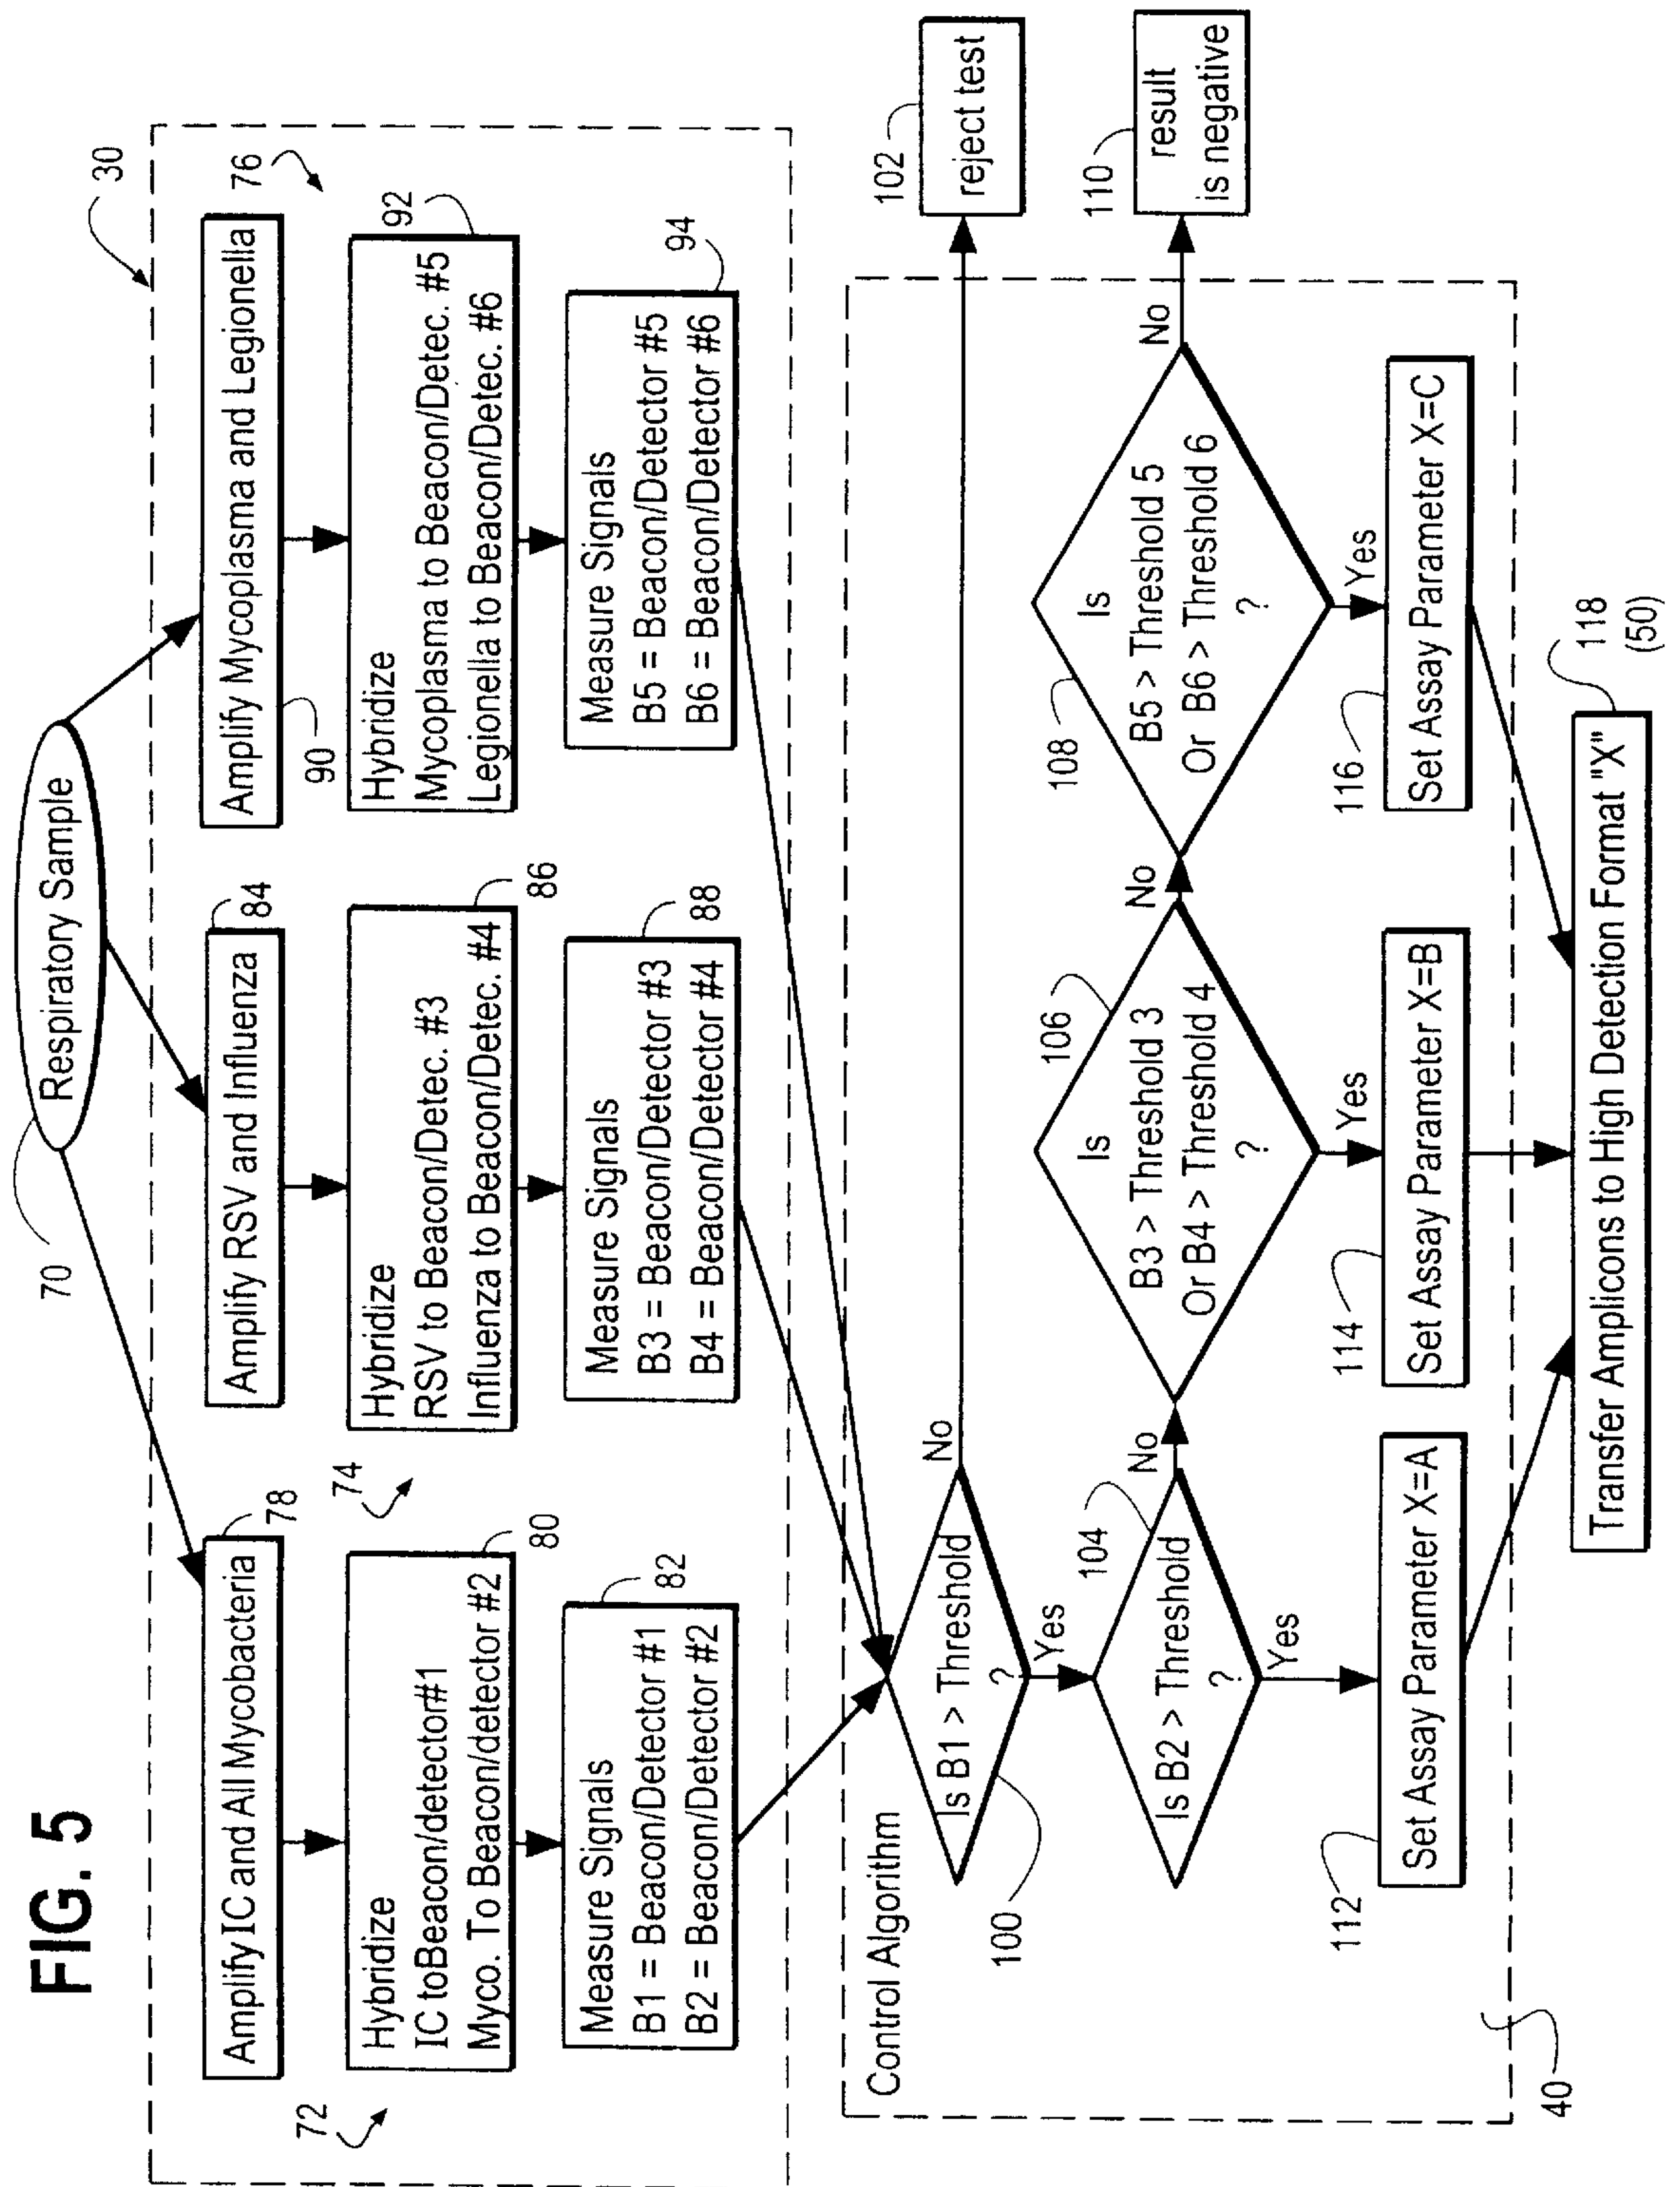 FIG. 5
70
Respiratory Sample
30
72
Amplify IC and All Mycobacteria
78
Hybridize
IC toBeacon/detector#1
Myco. To Beacon/detector #2
80
Measure Signals
B1 = Beacon/Detector #1
B2 = Beacon/Detector #2
82
74
Amplify RSV and Influenza
84
Hybridize
RSV to Beacon/Detec. #3
Influenza to Beacon/Detec. #4
86
Measure Signals
B3 = Beacon/Detector #3
B4 = Beacon/Detector #4
88
76
Amplify Mycoplasma and Legionella
90
Hybridize
Mycoplasma to Beacon/Detec. #5
Legionella to Beacon/Detec. #6
92
Measure Signals
B5 = Beacon/Detector #5
B6 = Beacon/Detector #6
94
Control Algorithm
100
Is B1 > Threshold
?
No
102
reject test
Yes
104
Is B2 > Threshold
?
No
106
Is
B3 > Threshold 3
Or B4 > Threshold 4
?
No
108
Is
B5 > Threshold 5
Or B6 > Threshold 6
?
No
110
result
is negative
Yes
Yes
Yes
112
Set Assay Parameter X=A
114
Set Assay Parameter X=B
116
Set Assay Parameter X=C
40
Transfer Amplicons to High Detection Format "X"
118
(50)